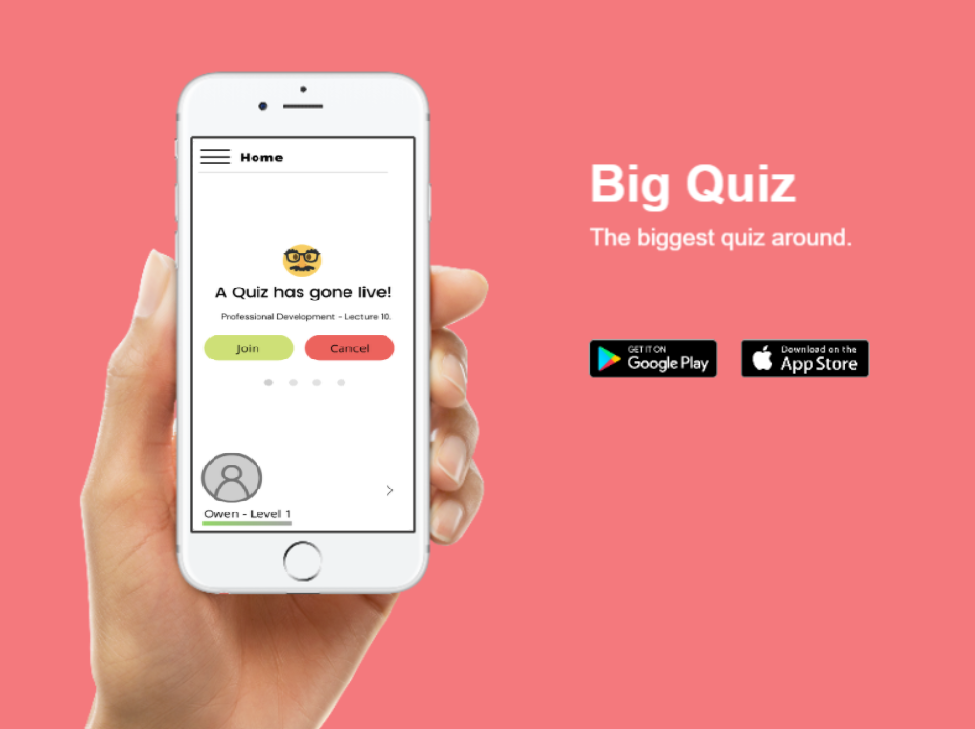 Home
A Quiz has gone live!
Professional Development - Lecture 10.
Join
Cancel
Owen - Level 1
Big Quiz
The biggest quiz around.
GET IT ON
Google Play
Download on the
App Store